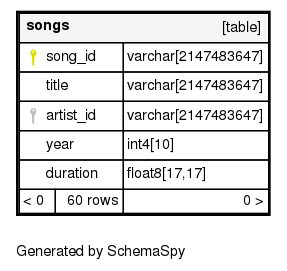 songs [table]
song_id varchar[2147483647]
title varchar[2147483647]
artist_id varchar[2147483647]
year int4[10]
duration float8[17,17]
< 0 60 rows 0 >
Generated by SchemaSpy